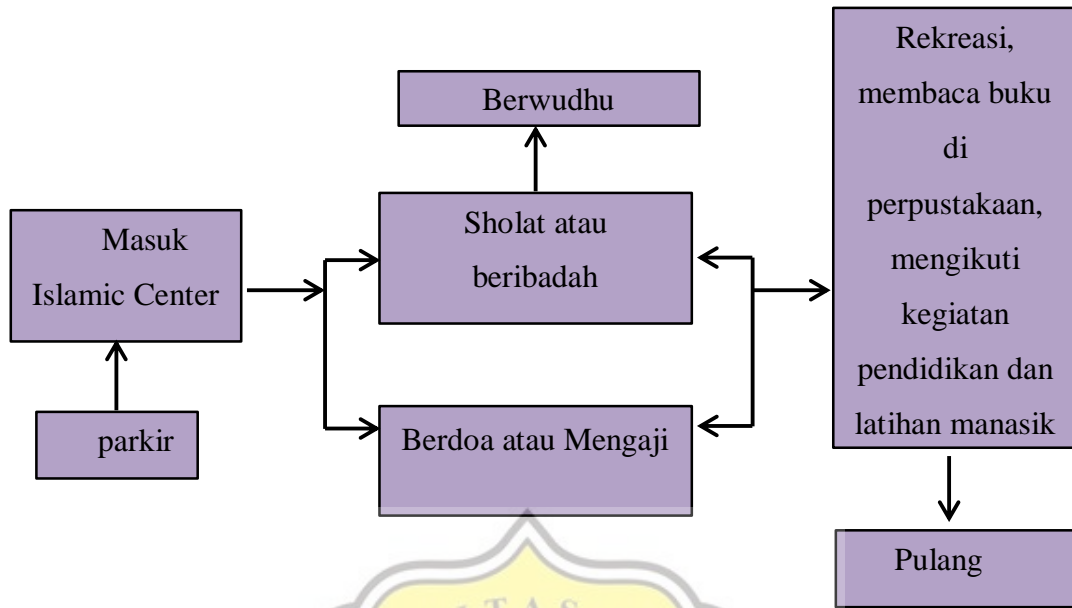 Masuk
Islamic Center
parkir
Berwudhu
Sholat atau
beribadah
Berdoa atau Mengaji
Rekreasi,
membaca buku
di
perpustakaan,
mengikuti
kegiatan
pendidikan dan
latihan manasik
Pulang
I T A S